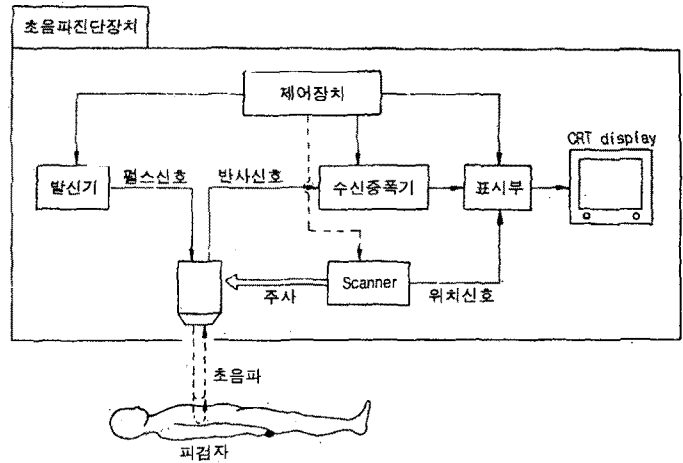 초음파진단장치
제어장치
CRT display
발신기
펄스신호
반사신호
수신증폭기
표시부
주사
Scanner
위치신호
초음파
피검자